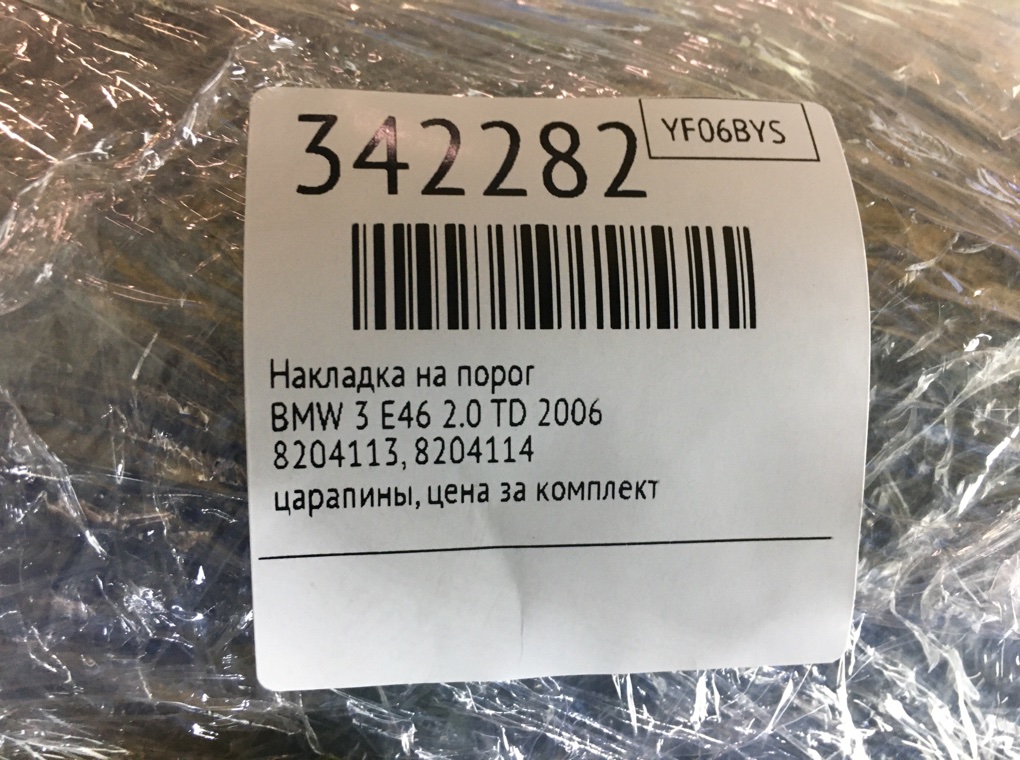 342282
YF06BYS
Накладка на порог
BMW 3 E46 2.0 TD 2006
8204113, 8204114
царапины, цена за комплект